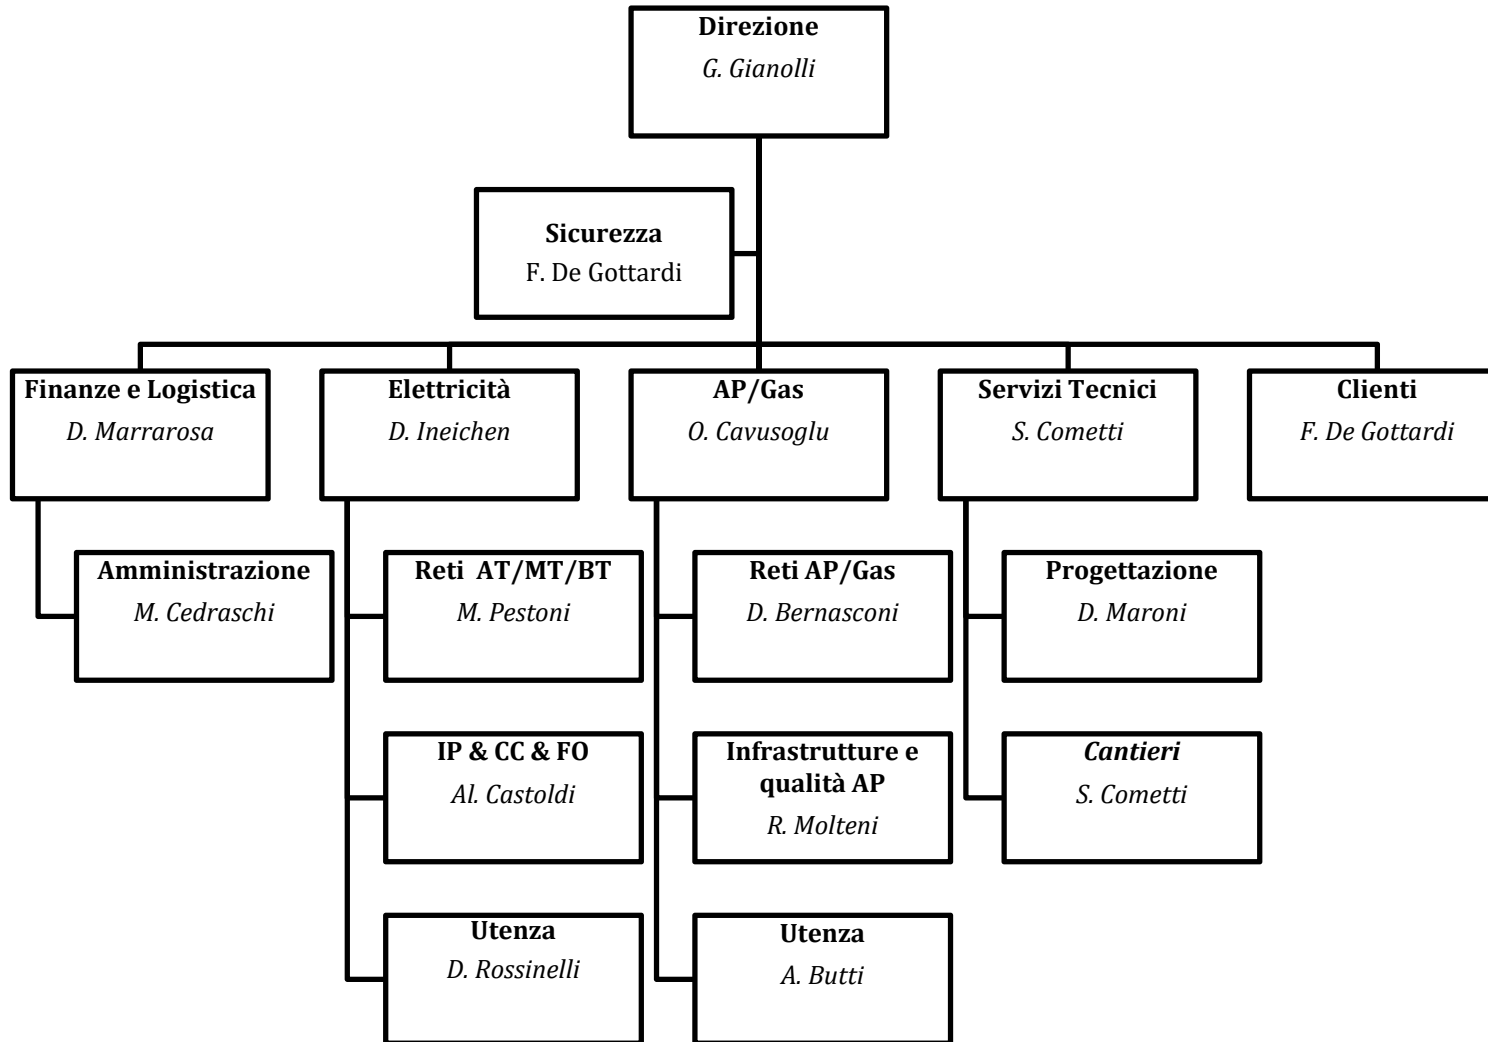 Direzione
G. Gianolli
Sicurezza
F. De Gottardi
Finanze e Logistica
D. Marrarosa
Elettricità
D. Ineichen
AP/Gas
O. Cavusoglu
Servizi Tecnici
S. Cometti
Clienti
F. De Gottardi
Amministrazione
M. Cedraschi
Reti AT/MT/BT
M. Pestoni
Reti AP/Gas
D. Bernasconi
Progettazione
D. Maroni
IP & CC & FO
Al. Castoldi
Infrastrutture e
qualità AP
R. Molteni
Cantieri
S. Cometti
Utenza
D. Rossinelli
Utenza
A. Butti